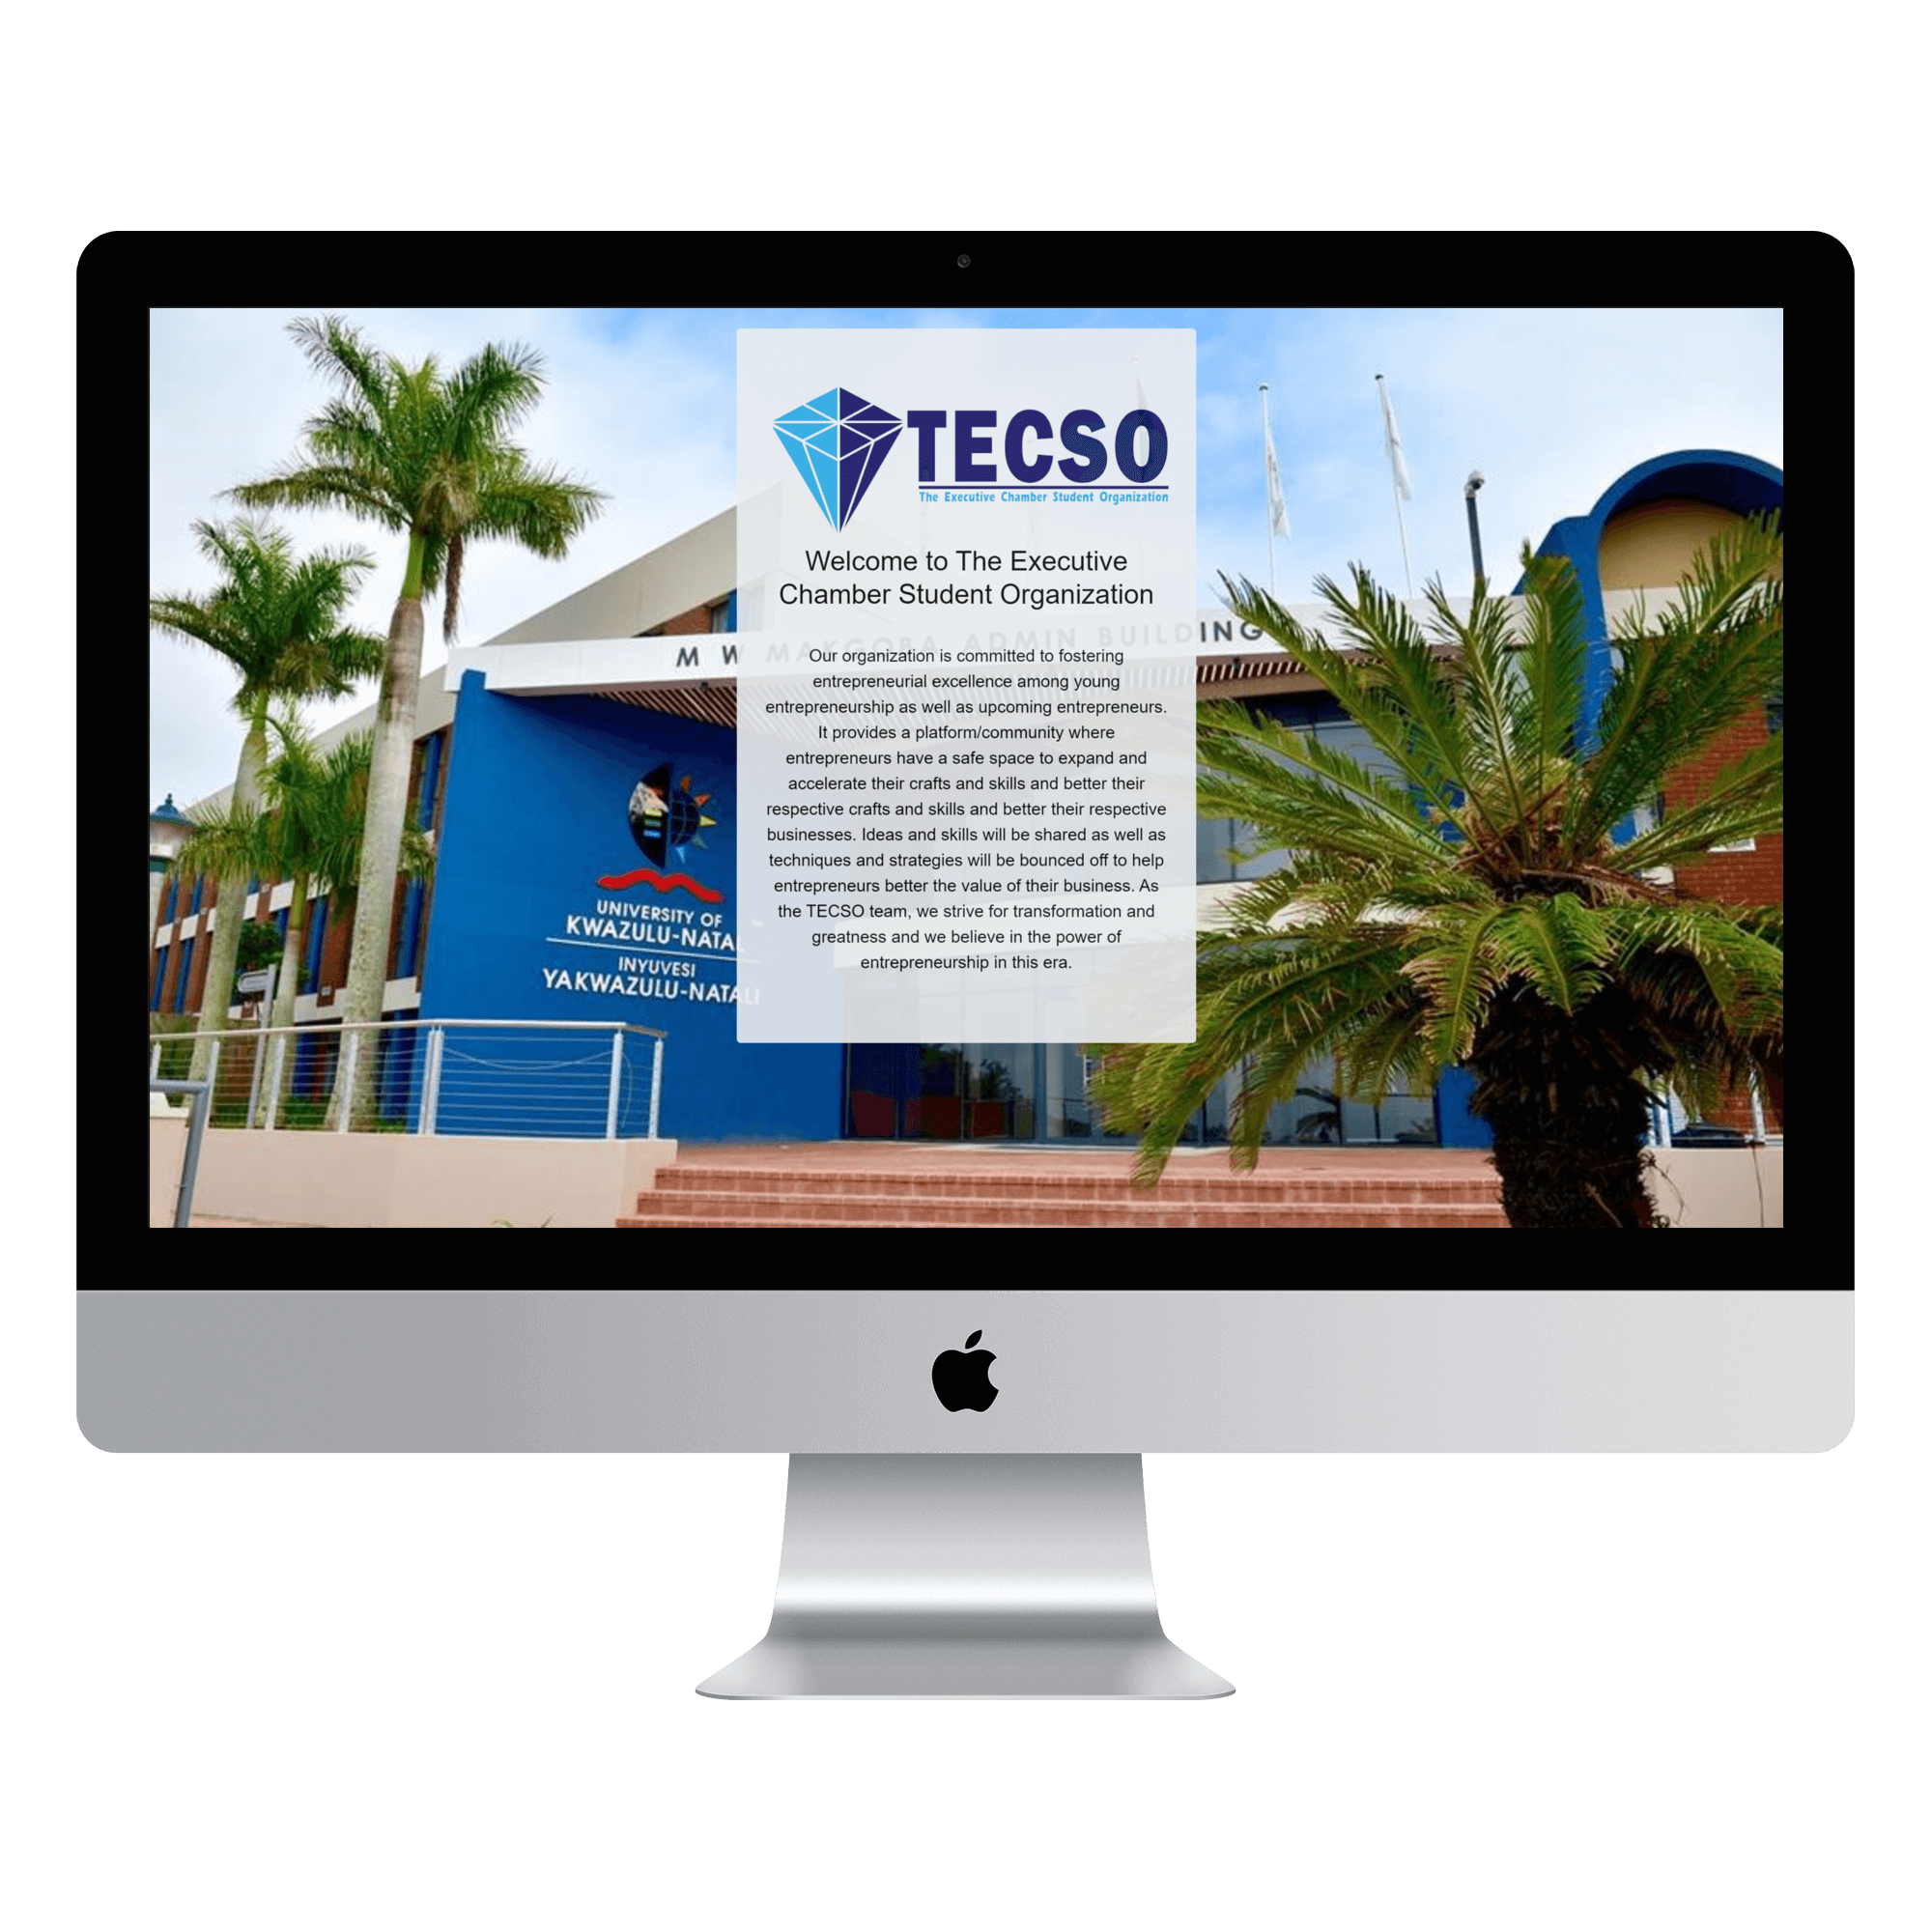 TECSO
The Executive Chamber Student Organization
Welcome to The Executive
Chamber Student Organization
M W MAKGOBA ADMIN BUILDING
Our organization is committed to fostering
entrepreneurial excellence among young
entrepreneurship as well as upcoming entrepreneurs.
It provides a platform/community where
entrepreneurs have a safe space to expand and
accelerate their crafts and skills and better their
respective crafts and skills and better their respective
businesses. Ideas and skills will be shared as well as
techniques and strategies will be bounced off to help
entrepreneurs better the value of their business. As
the TECSO team, we strive for transformation and
greatness and we believe in the power of
entrepreneurship in this era.
UNIVERSITY OF
KWAZULU-NATAL
INYUVESI
YAKWAZULU-NATALI